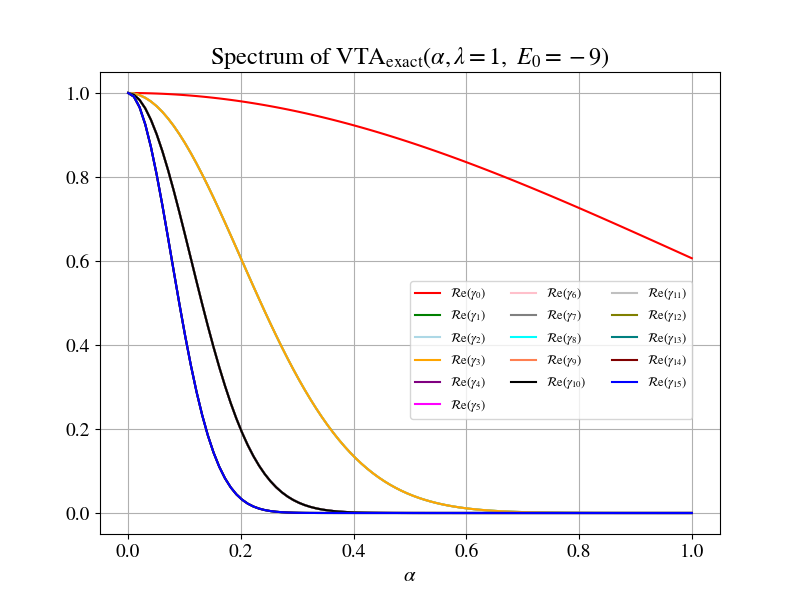 Spectrum of VTA_exact(α, λ = 1, E_0 = −9)
1.0
0.8
0.6
0.4
0.2
0.0
ℛe(γ_0)
ℛe(γ_1)
ℛe(γ_2)
ℛe(γ_3)
ℛe(γ_4)
ℛe(γ_5)
ℛe(γ_6)
ℛe(γ_7)
ℛe(γ_8)
ℛe(γ_9)
ℛe(γ_10)
ℛe(γ_11)
ℛe(γ_12)
ℛe(γ_13)
ℛe(γ_14)
ℛe(γ_15)
0.0 0.2 0.4 0.6 0.8 1.0
α